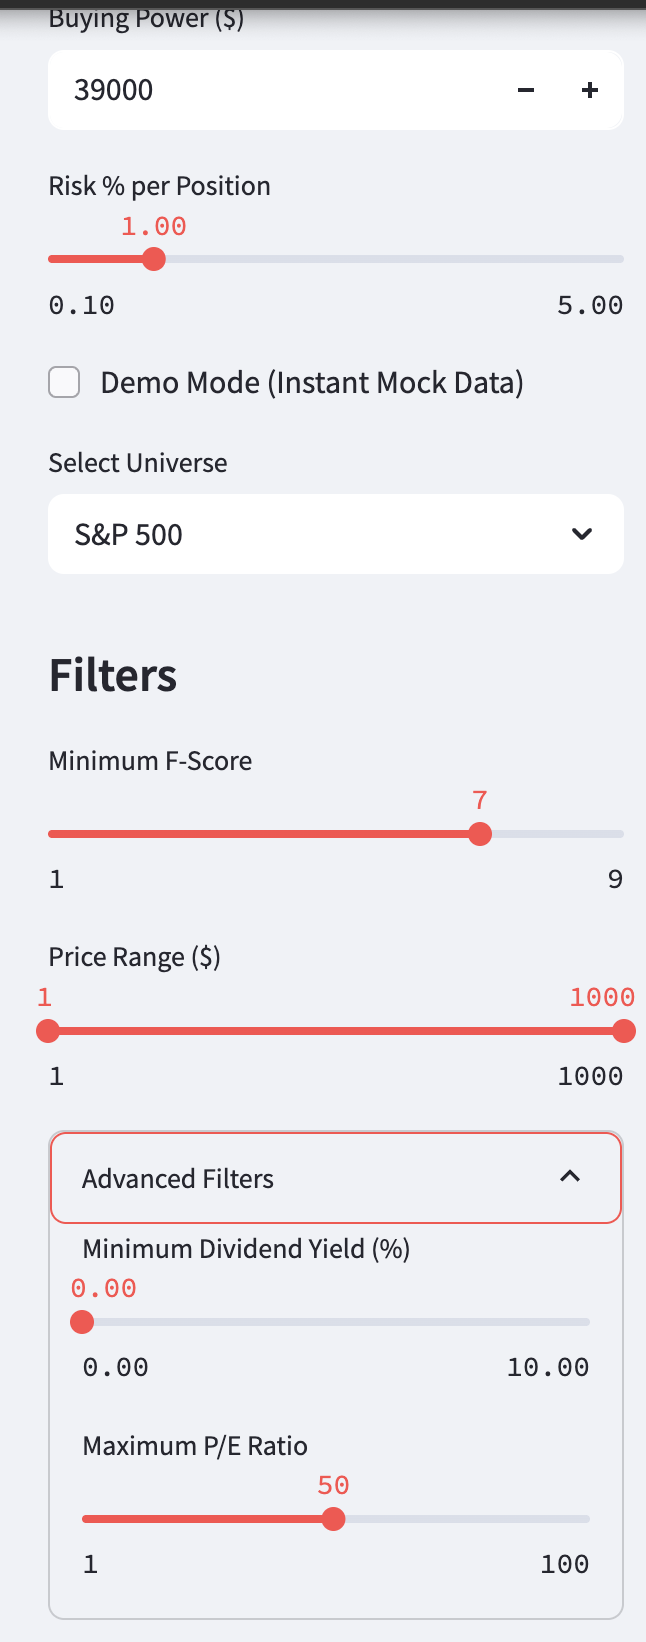 Buying Power ($)
39000
Risk % per Position
1.00
0.10 5.00
Demo Mode (Instant Mock Data)
Select Universe
S&P 500
Filters
Minimum F-Score
7
1 9
Price Range ($)
1 1000
1 1000
Advanced Filters
Minimum Dividend Yield (%)
0.00
0.00 10.00
Maximum P/E Ratio
50
1 100